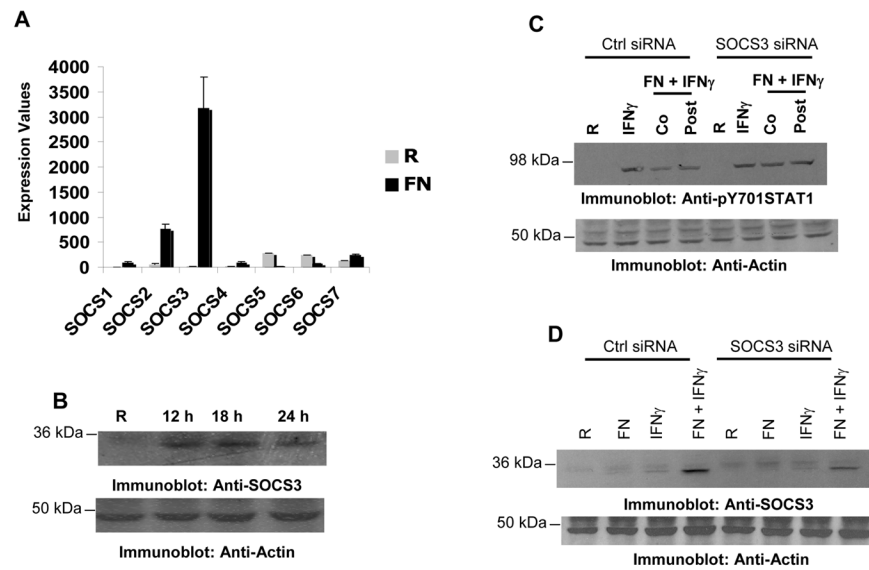 A
Expression Values
4000
3500
3000
2500
2000
1500
1000
500
0
SOCS1
SOCS2
SOCS3
SOCS4
SOCS5
SOCS6
SOCS7
R
FN
B
R 12 h 18 h 24 h
36 kDa
Immunoblot: Anti-SOCS3
50 kDa
Immunoblot: Anti-Actin
C
Ctrl siRNA SOCS3 siRNA
FN + IFNγ FN + IFNγ
R IFNγ Co Post R IFNγ Co Post
98 kDa
Immunoblot: Anti-pY701STAT1
50 kDa
Immunoblot: Anti-Actin
D
Ctrl siRNA SOCS3 siRNA
R FN IFNγ FN + IFNγ R FN IFNγ FN + IFNγ
36 kDa
Immunoblot: Anti-SOCS3
50 kDa
Immunoblot: Anti-Actin